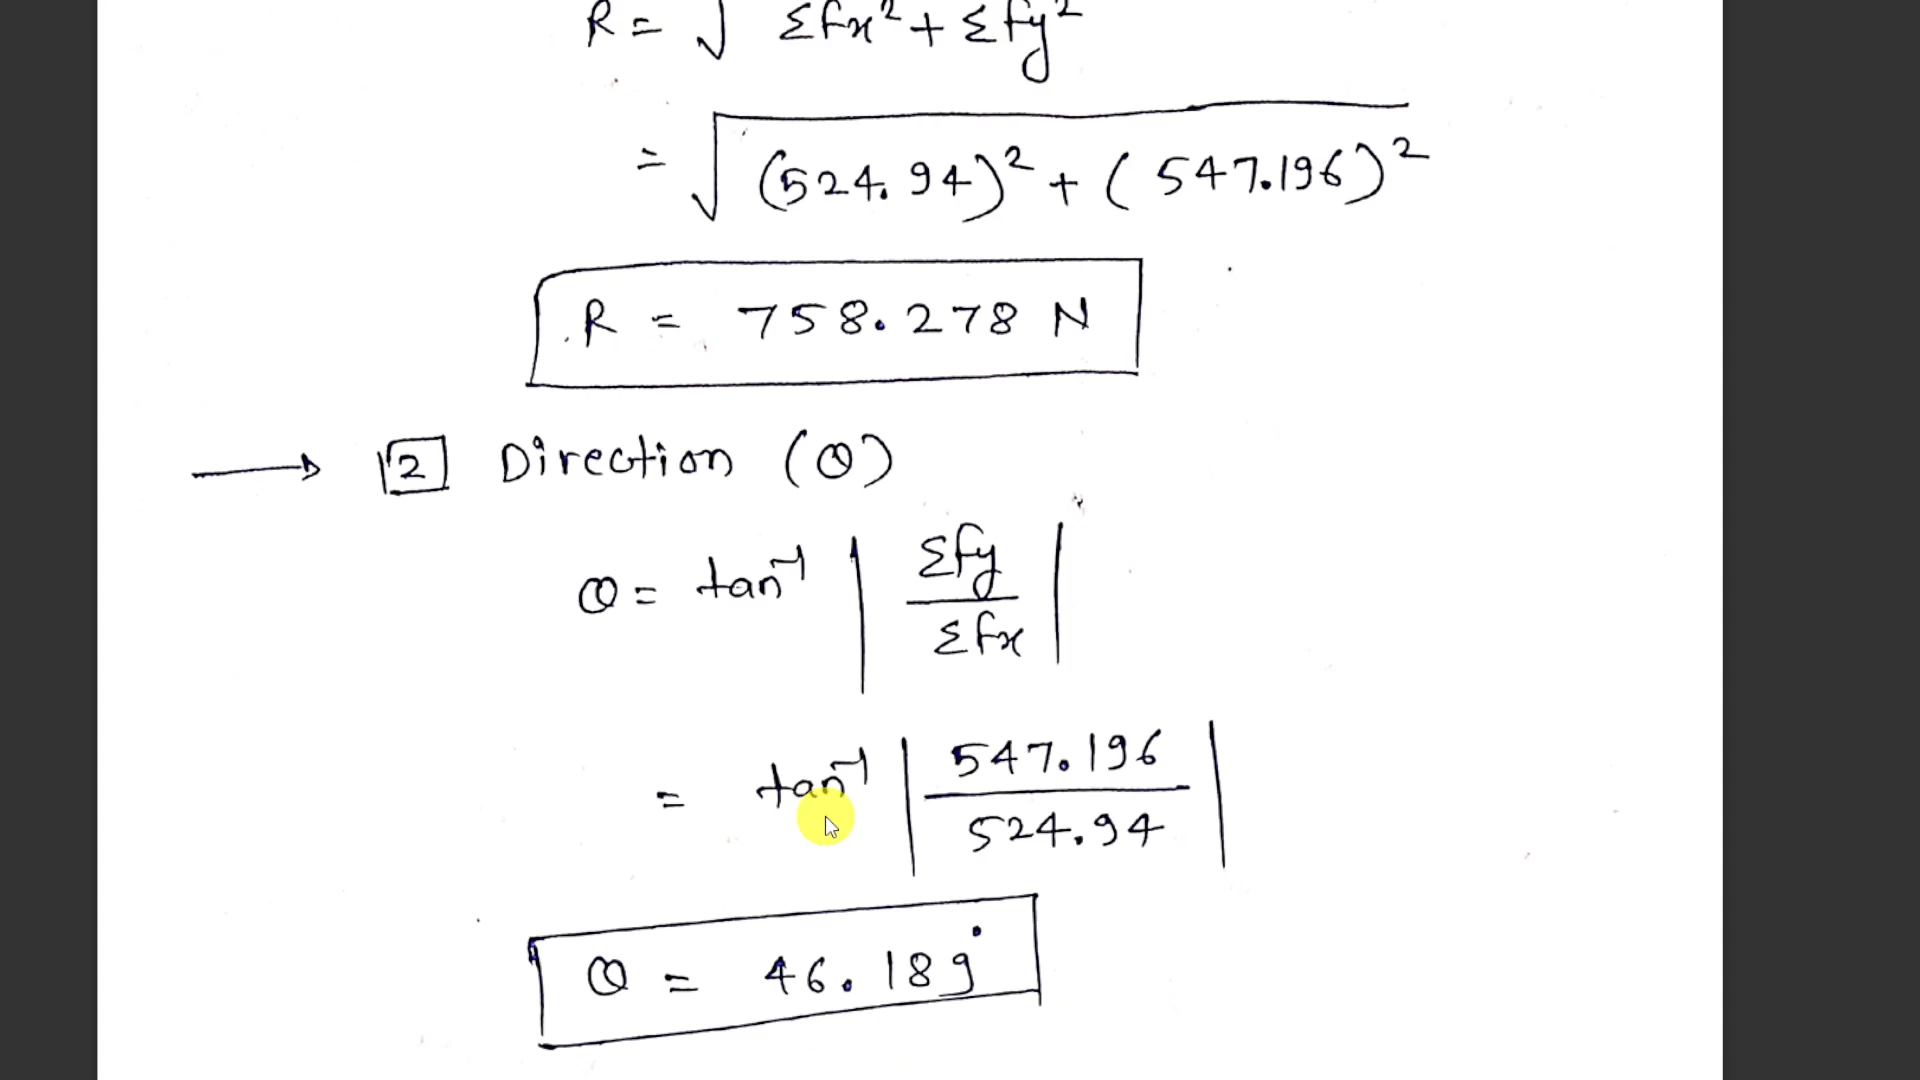 R = √ Σfx² + Σfy²
= √ (524.94)² + (547.196)²
R = 758.278 N
→ 2 Direction (θ)
θ = tan⁻¹ | Σfy / Σfx |
= tan⁻¹ | 547.196 / 524.94 |
θ = 46.189°